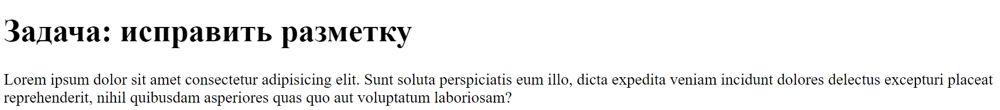 Задача: исправить разметку
Lorem ipsum dolor sit amet consectetur adipisicing elit. Sunt soluta perspiciatis eum illo, dicta expedita veniam incidunt dolores delectus excepturi placeat
reprehenderit, nihil quibusdam asperiores quas quo aut voluptatum laboriosam?